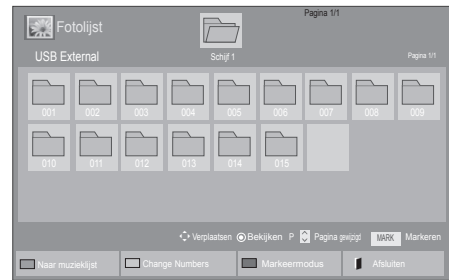 Pagina 1/1
Fotolijst
USB External
Schijf 1
Pagina 1/1
001 002 003 004 005 006 007 008 009
010 011 012 013 014 015
Verplaatsen Bekijken P Pagina gewijzigd MARK Markeren
Naar muzieklijst Change Numbers Markeermodus Afsluiten